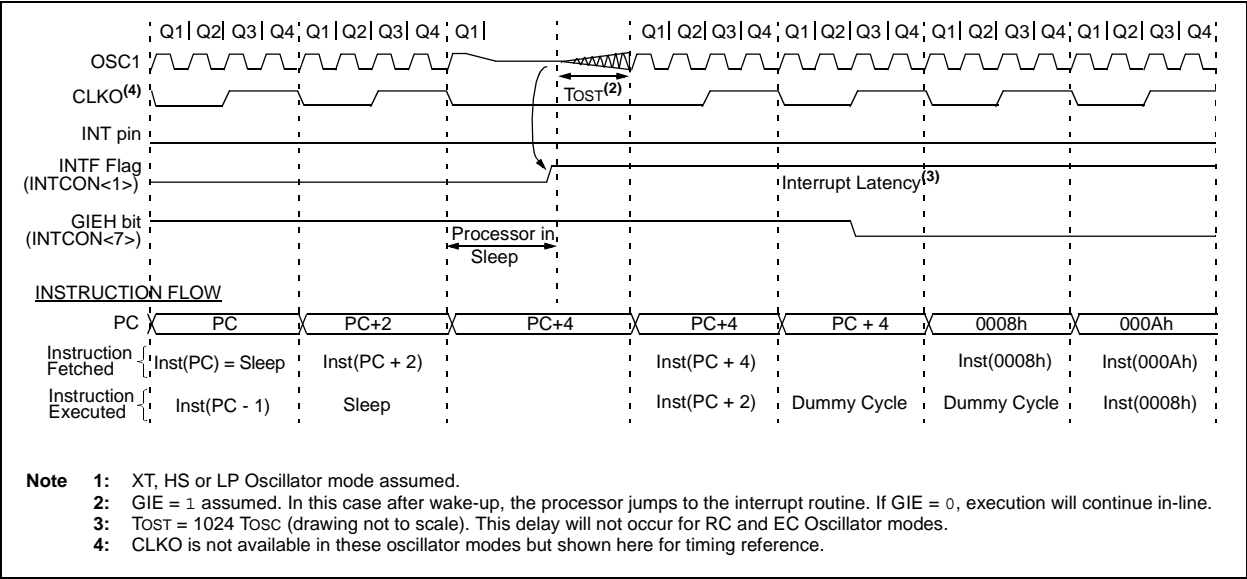 Q1 Q2 Q3 Q4 Q1 Q2 Q3 Q4 Q1 Q1 Q2 Q3 Q4 Q1 Q2 Q3 Q4 Q1 Q2 Q3 Q4 Q1 Q2 Q3 Q4
OSC1
TOST(2)
CLKO(4)
INT pin
INTF Flag
(INTCON<1>)
Interrupt Latency(3)
GIEH bit
(INTCON<7>)
Processor in
Sleep
INSTRUCTION FLOW
PC PC PC+2 PC+4 PC+4 PC + 4 0008h 000Ah
Instruction
Fetched
Inst(PC) = Sleep Inst(PC + 2) Inst(PC + 4) Inst(0008h) Inst(000Ah)
Instruction
Executed
Inst(PC - 1) Sleep Inst(PC + 2) Dummy Cycle Dummy Cycle Inst(0008h)
Note 1: XT, HS or LP Oscillator mode assumed.
2: GIE = 1 assumed. In this case after wake-up, the processor jumps to the interrupt routine. If GIE = 0, execution will continue in-line.
3: TOST = 1024 TOSC (drawing not to scale). This delay will not occur for RC and EC Oscillator modes.
4: CLKO is not available in these oscillator modes but shown here for timing reference.